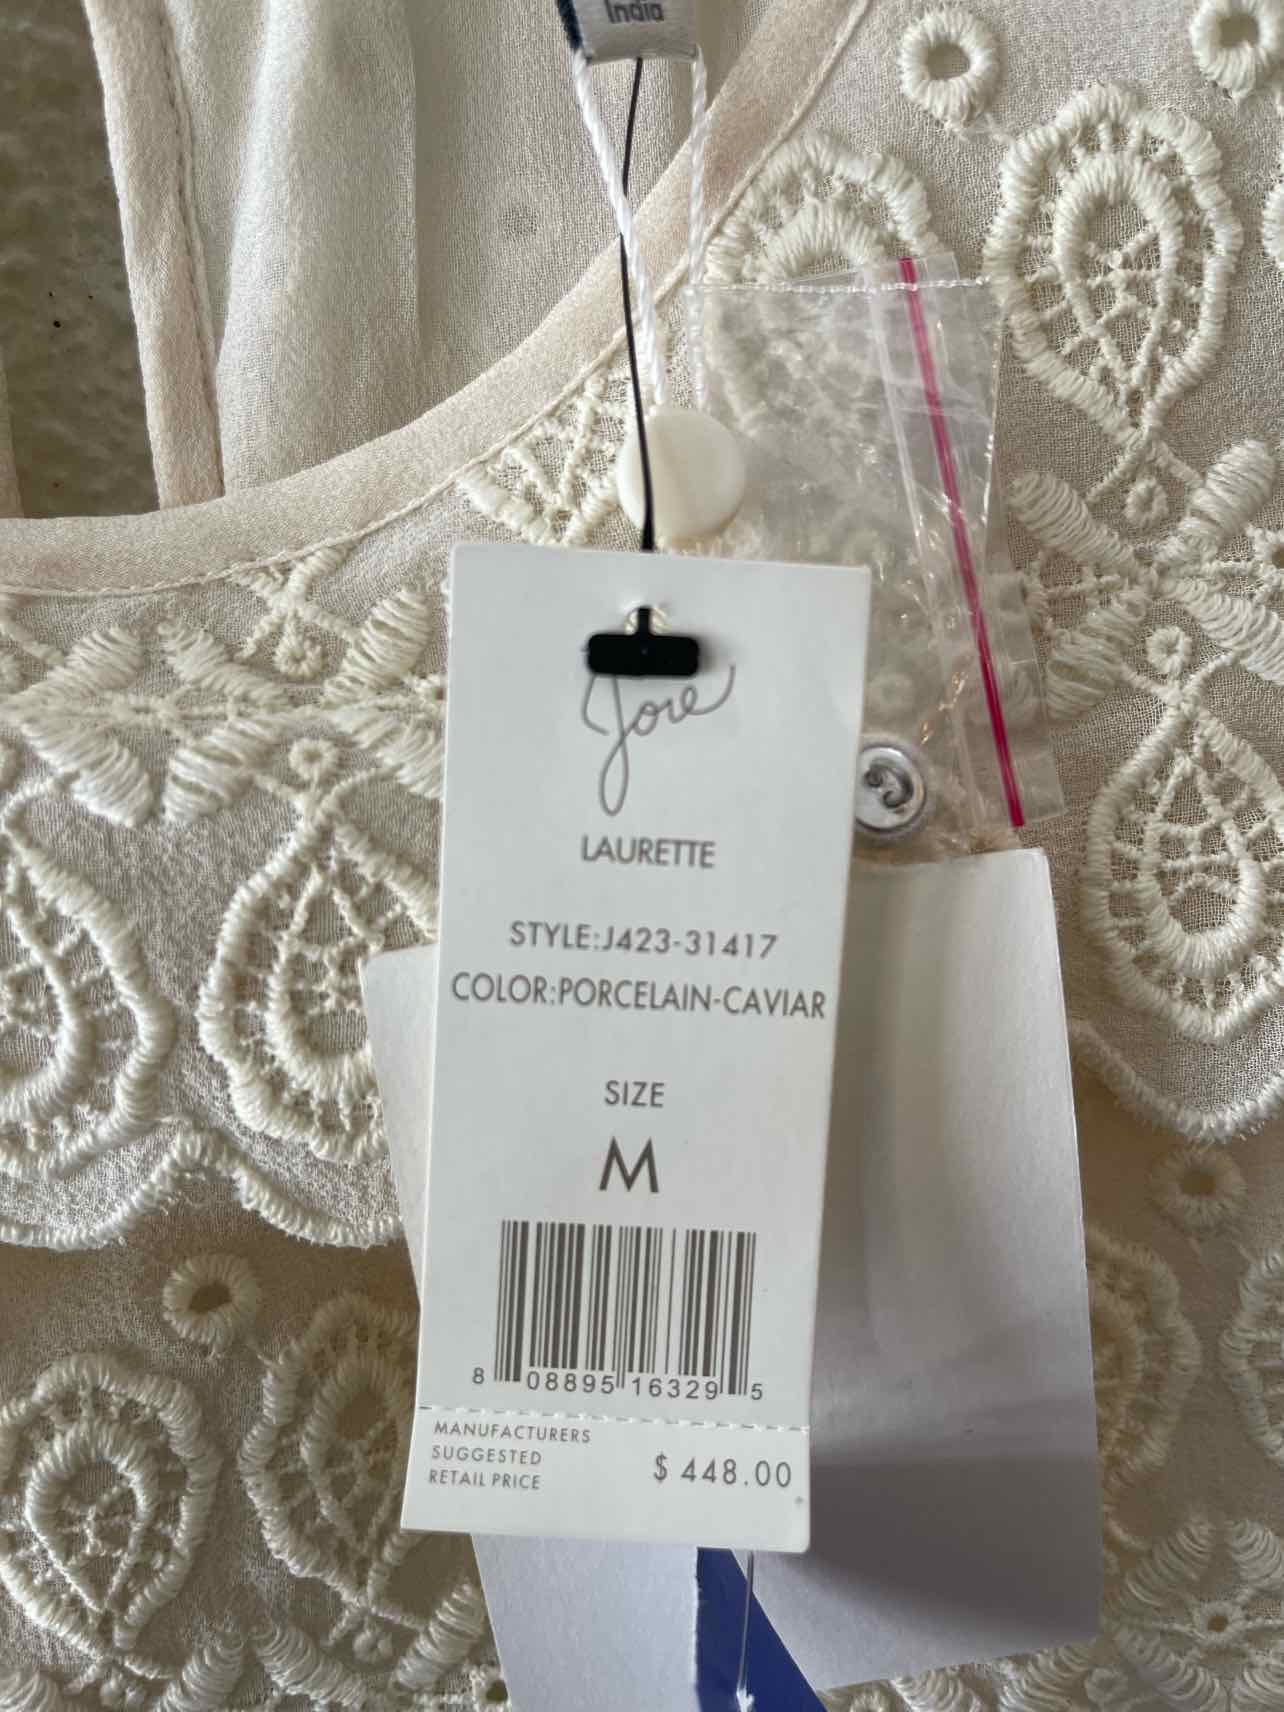 India
Joie
LAURETTE
STYLE:J423-31417
COLOR:PORCELAIN-CAVIAR
SIZE
M
8 08895 16329 5
MANUFACTURERS
SUGGESTED
RETAIL PRICE
$ 448.00